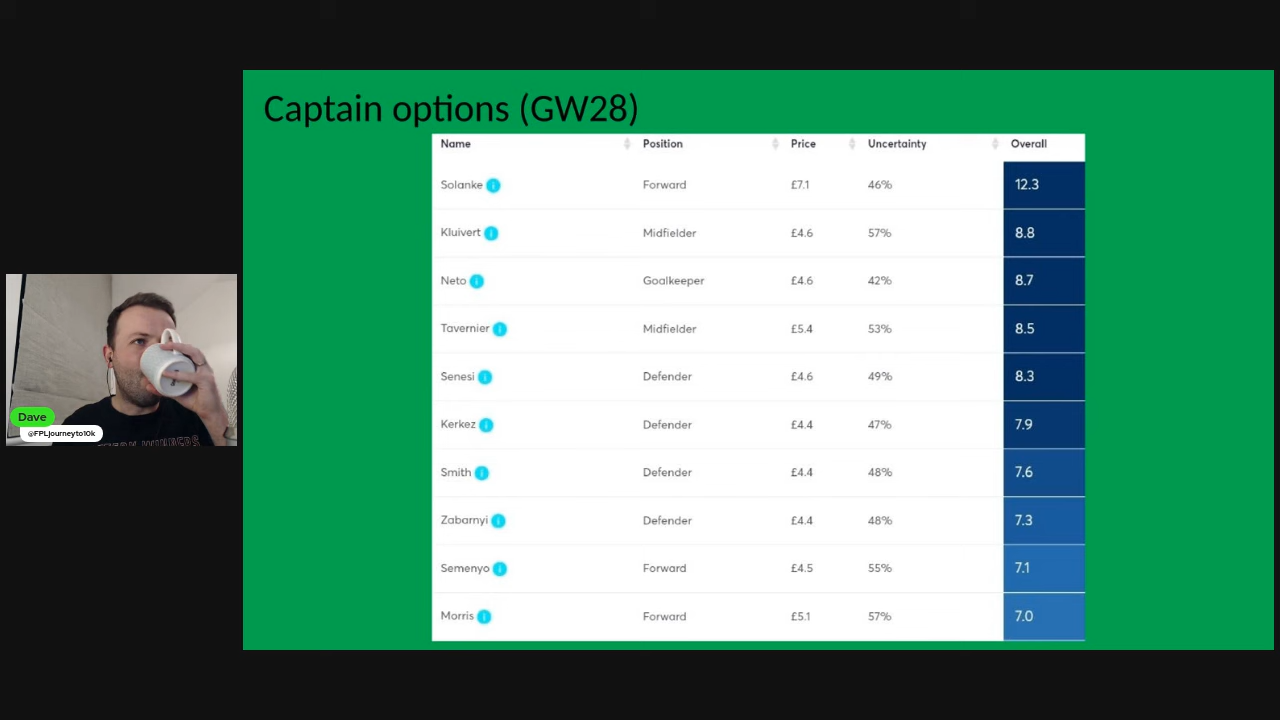 Captain options (GW28)
Name Position Price Uncertainty Overall
Solanke Forward £7.1 46% 12.3
Kluivert Midfielder £4.6 57% 8.8
Neto Goalkeeper £4.6 42% 8.7
Tavernier Midfielder £5.4 53% 8.5
Senesi Defender £4.6 49% 8.3
Kerkez Defender £4.4 47% 7.9
Smith Defender £4.4 48% 7.6
Zabarnyi Defender £4.4 48% 7.3
Semenyo Forward £4.5 55% 7.1
Morris Forward £5.1 57% 7.0
Dave
@FPLjourneyto10k